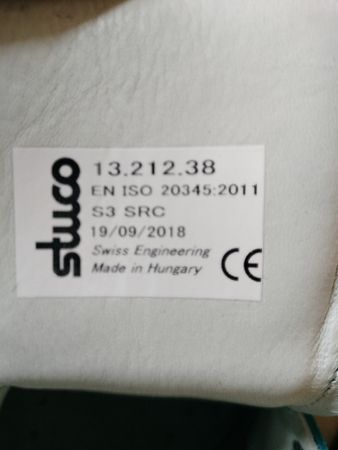 stuco
13.212.38
EN ISO 20345:2011
S3 SRC
19/09/2018
Swiss Engineering
Made in Hungary
CE